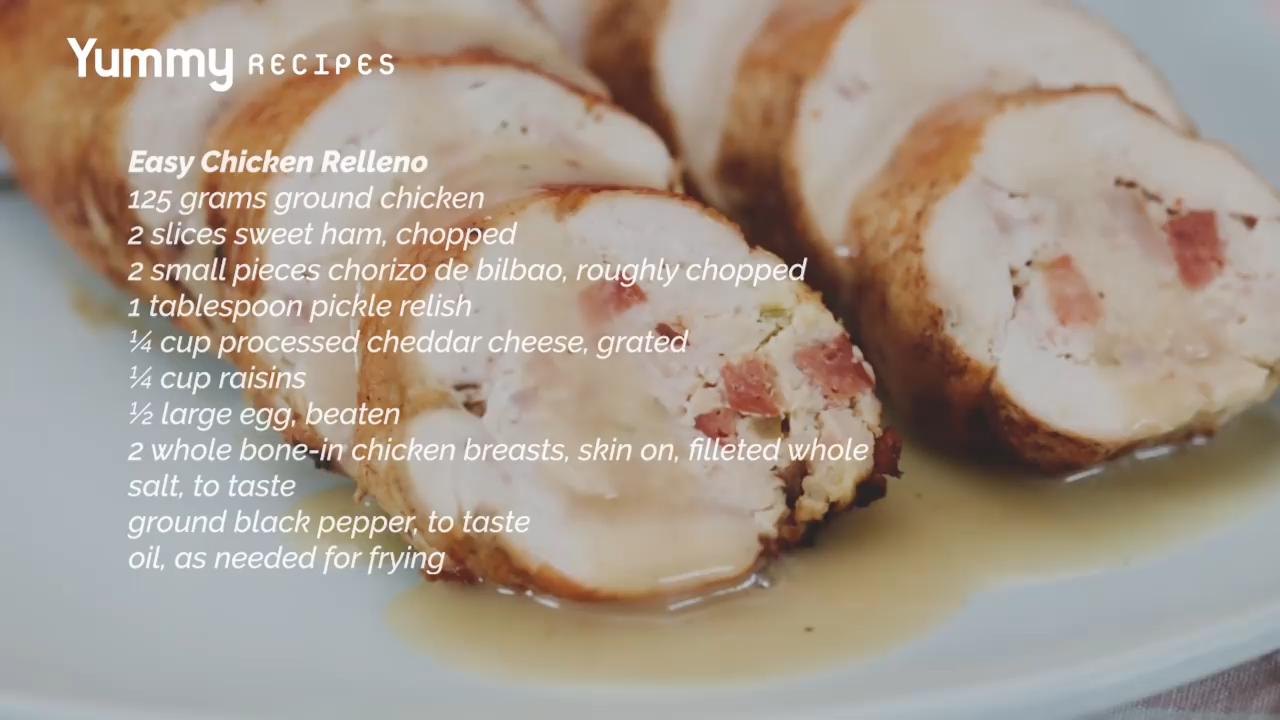 Yummy RECIPES
Easy Chicken Relleno
125 grams ground chicken
2 slices sweet ham, chopped
2 small pieces chorizo de bilbao, roughly chopped
1 tablespoon pickle relish
¼ cup processed cheddar cheese, grated
¼ cup raisins
½ large egg, beaten
2 whole bone-in chicken breasts, skin on, filleted whole
salt, to taste
ground black pepper, to taste
oil, as needed for frying